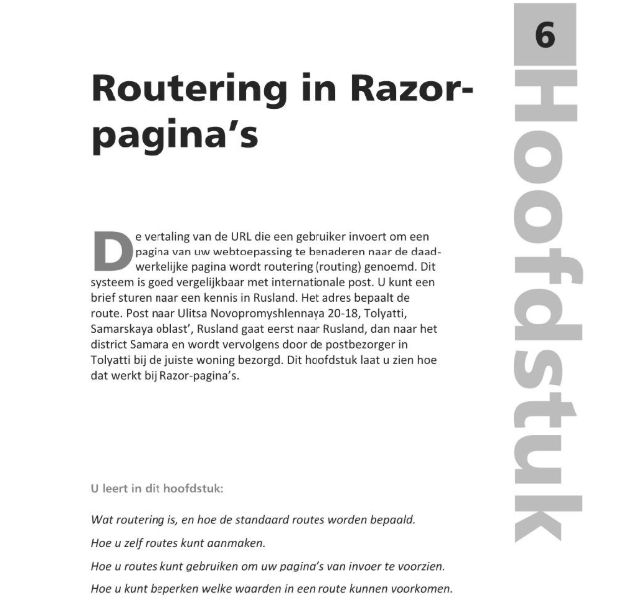 6
Hoofdstuk
Routering in Razor-
pagina's
De vertaling van de URL die een gebruiker invoert om een
pagina van uw webtoepassing te benaderen naar de daad-
werkelijke pagina wordt routering (routing) genoemd. Dit
systeem is goed vergelijkbaar met internationale post. U kunt een
brief sturen naar een kennis in Rusland. Het adres bepaalt de
route. Post naar Ulitsa Novopromyshlennaya 20-18, Tolyatti,
Samarskaya oblast’, Rusland gaat eerst naar Rusland, dan naar het
district Samara en wordt vervolgens door de postbezorger in
Tolyatti bij de juiste woning bezorgd. Dit hoofdstuk laat u zien hoe
dat werkt bij Razor-pagina’s.
U leert in dit hoofdstuk:
Wat routering is, en hoe de standaard routes worden bepaald.
Hoe u zelf routes kunt aanmaken.
Hoe u routes kunt gebruiken om uw pagina’s van invoer te voorzien.
Hoe u kunt beperken welke waarden in een route kunnen voorkomen.